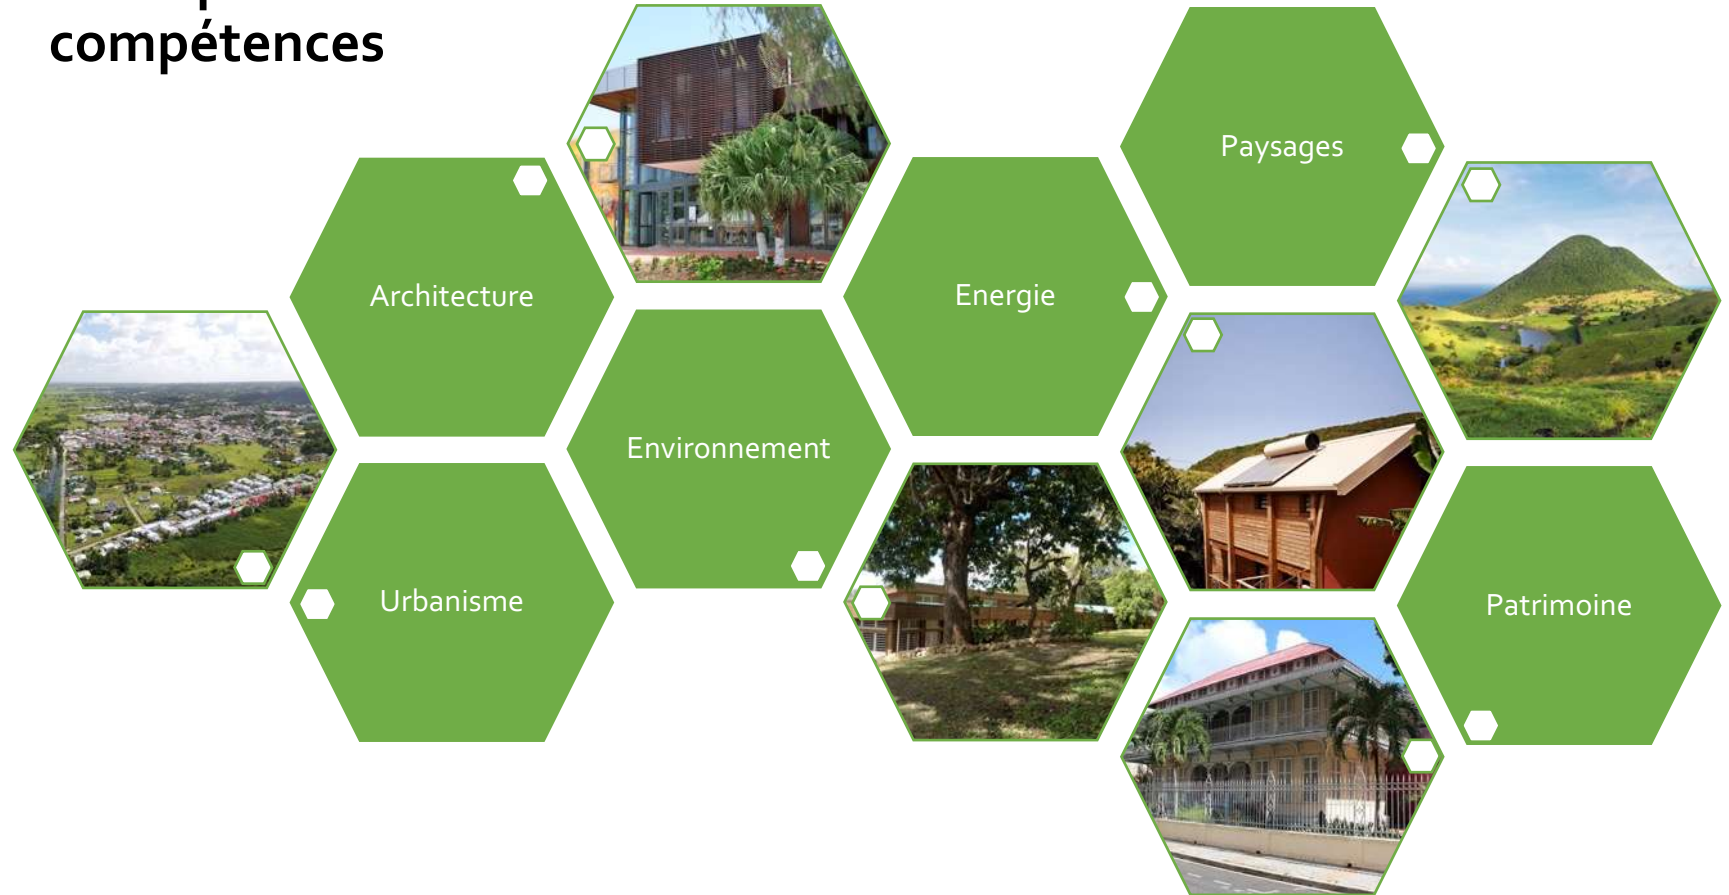 compétences
Paysages
Architecture
Energie
Environnement
Urbanisme
Patrimoine